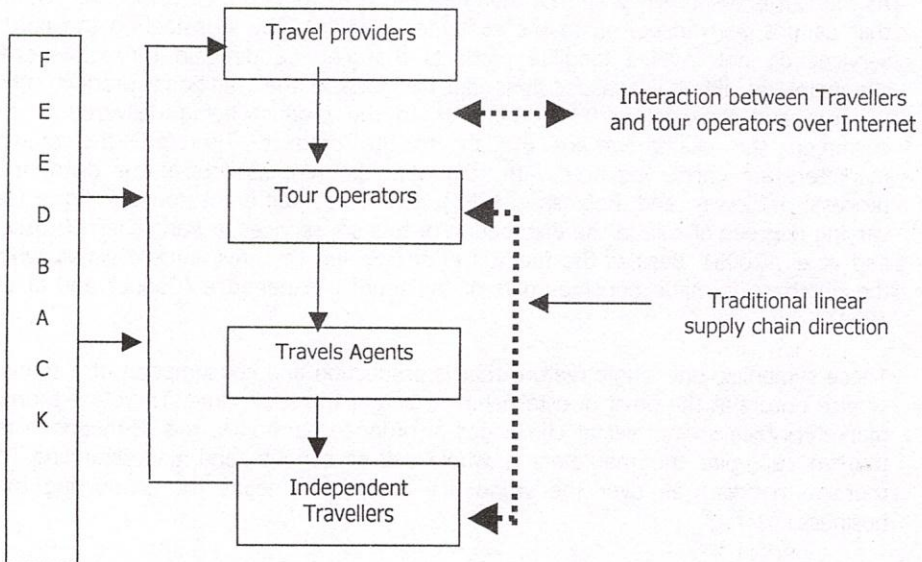 Travel providers
F
E
E
D
B
A
C
K
Interaction between Travellers
and tour operators over Internet
Tour Operators
Traditional linear
supply chain direction
Travels Agents
Independent
Travellers